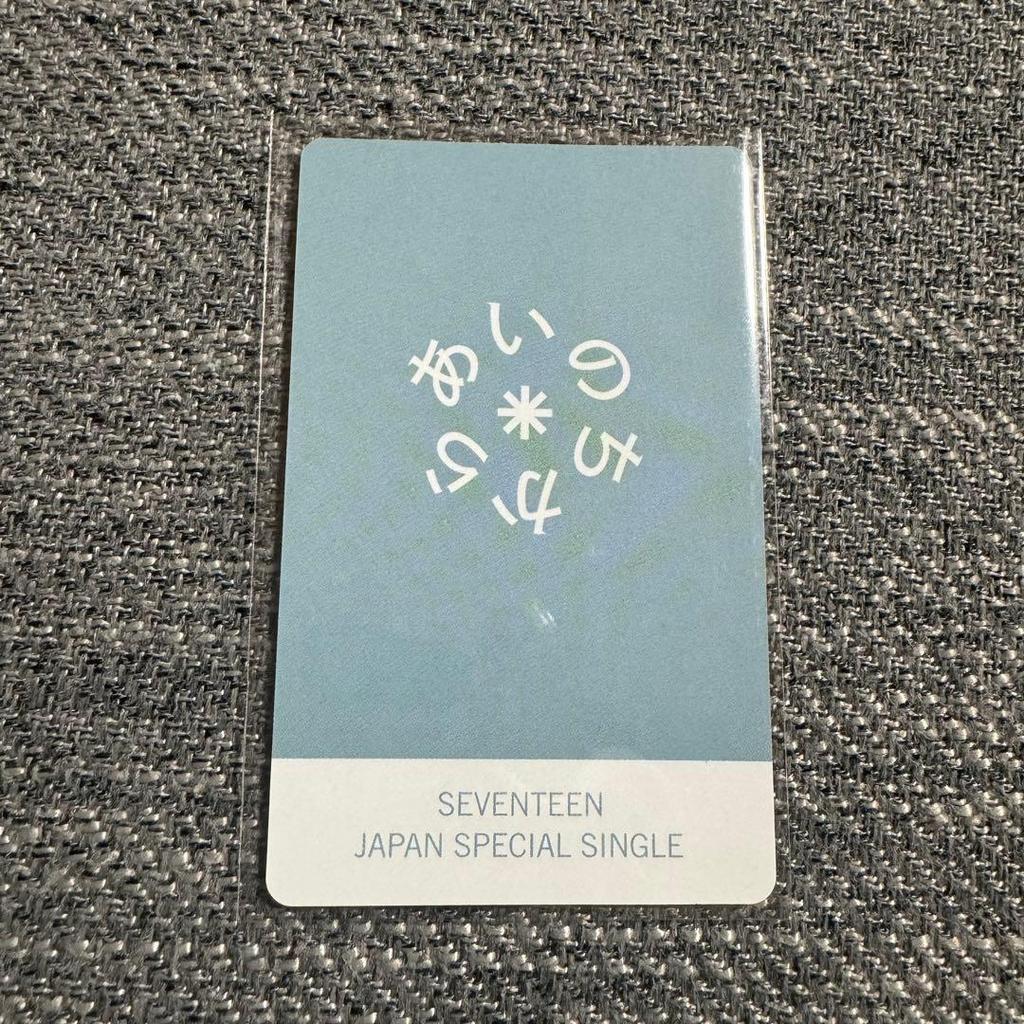 あいのちから
*
SEVENTEEN
JAPAN SPECIAL SINGLE